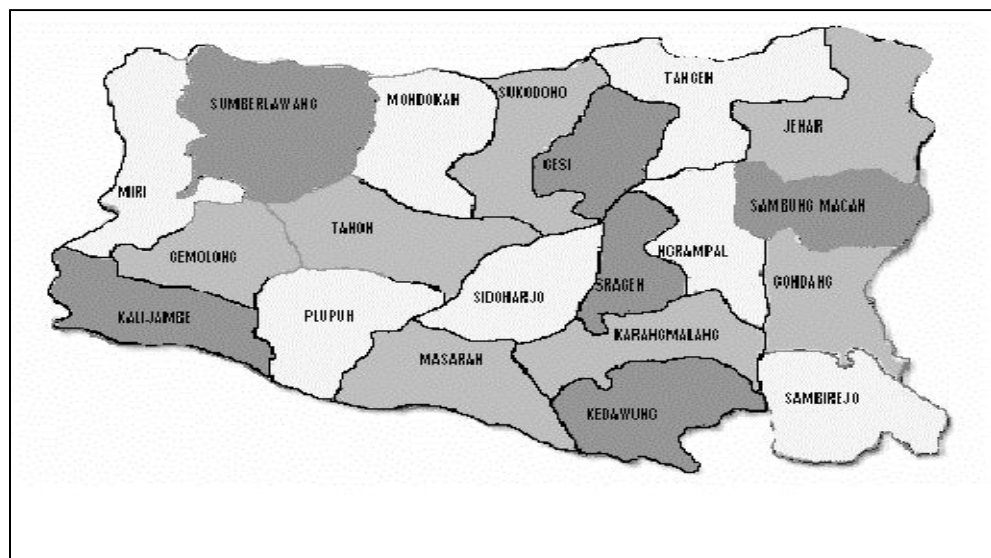 TANGEN
SUKODONO
MONDOKAN
SUMBERLAWANG
JENAR
GESI
MIRI
SAMBUNG MACAN
TANON
GEMOLONG
NGRAMPAL
GONDANG
SRAGEN
SIDOHARJO
PLUPUH
KALIJAMBE
KARANGMALANG
MASARAN
SAMBIREJO
KEDAWUNG